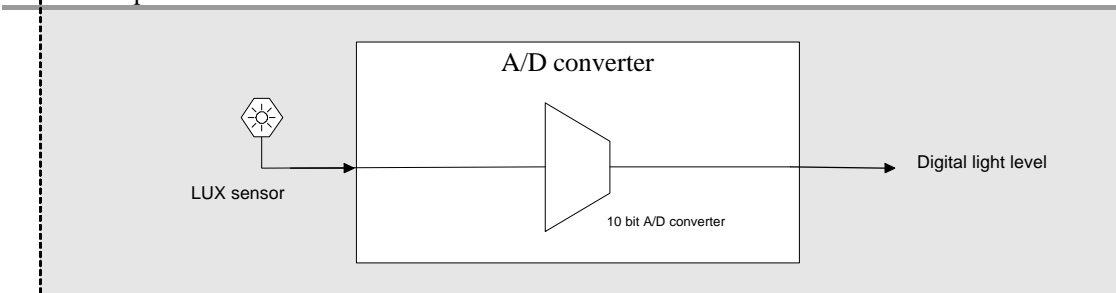 A/D converter
LUX sensor
Digital light level
10 bit A/D converter